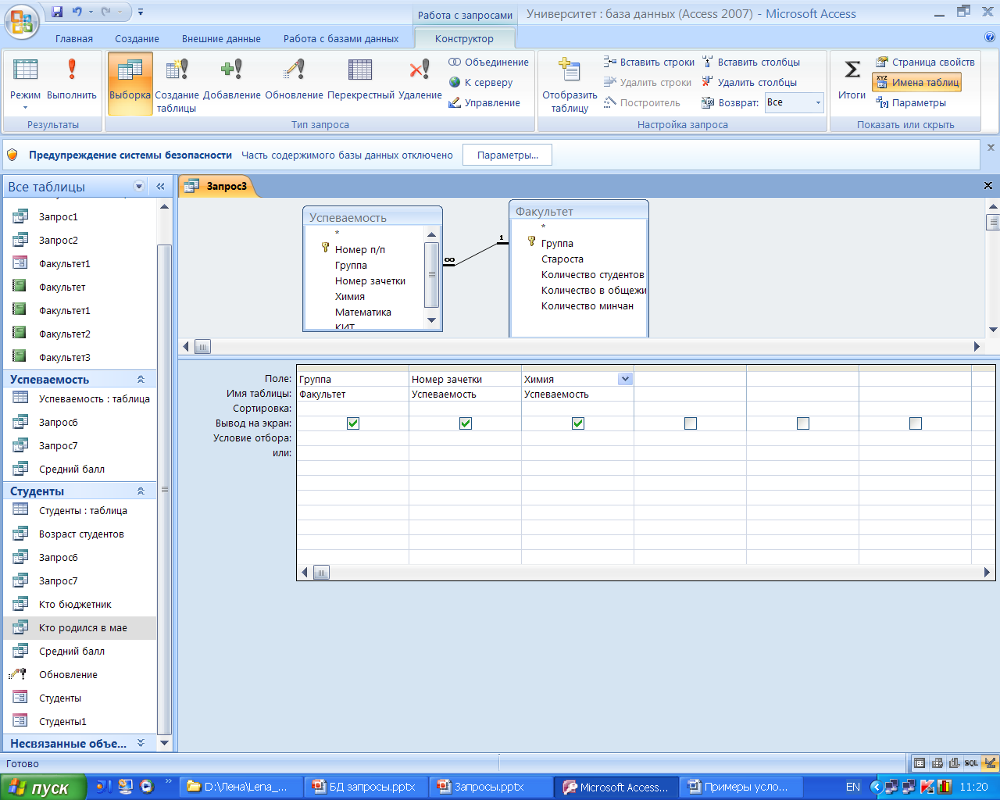 Работа с запросами
Университет : база данных (Access 2007) - Microsoft Access
Главная
Создание
Внешние данные
Работа с базами данных
Конструктор
Режим
Выполнить
Результаты
Выборка
Создание таблицы
Добавление
Обновление
Перекрестный
Удаление
Объединение
К серверу
Управление
Тип запроса
Отобразить таблицу
Вставить строки
Удалить строки
Построитель
Вставить столбцы
Удалить столбцы
Возврат: Все
Настройка запроса
Итоги
Страница свойств
Имена таблиц
Параметры
Показать или скрыть
Предупреждение системы безопасности Часть содержимого базы данных отключено Параметры...
Все таблицы
Запрос1
Запрос2
Факультет1
Факультет
Факультет1
Факультет2
Факультет3
Успеваемость
Успеваемость : таблица
Запрос6
Запрос7
Средний балл
Студенты
Студенты : таблица
Возраст студентов
Запрос6
Запрос7
Кто бюджетник
Кто родился в мае
Средний балл
Обновление
Студенты
Студенты1
Несвязанные объе...
Запрос3
Успеваемость
*
Номер п/п
Группа
Номер зачетки
Химия
Математика
КИТ
∞
1
Факультет
*
Группа
Староста
Количество студентов
Количество в общежи
Количество минчан
Поле: Группа Номер зачетки Химия
Имя таблицы: Факультет Успеваемость Успеваемость
Сортировка:
Вывод на экран:
Условие отбора:
или:
Готово
SQL
пуск
D:\Лена\Lena_...
БД запросы.pptx
Запросы.pptx
Microsoft Access...
Примеры усло...
EN
11:20